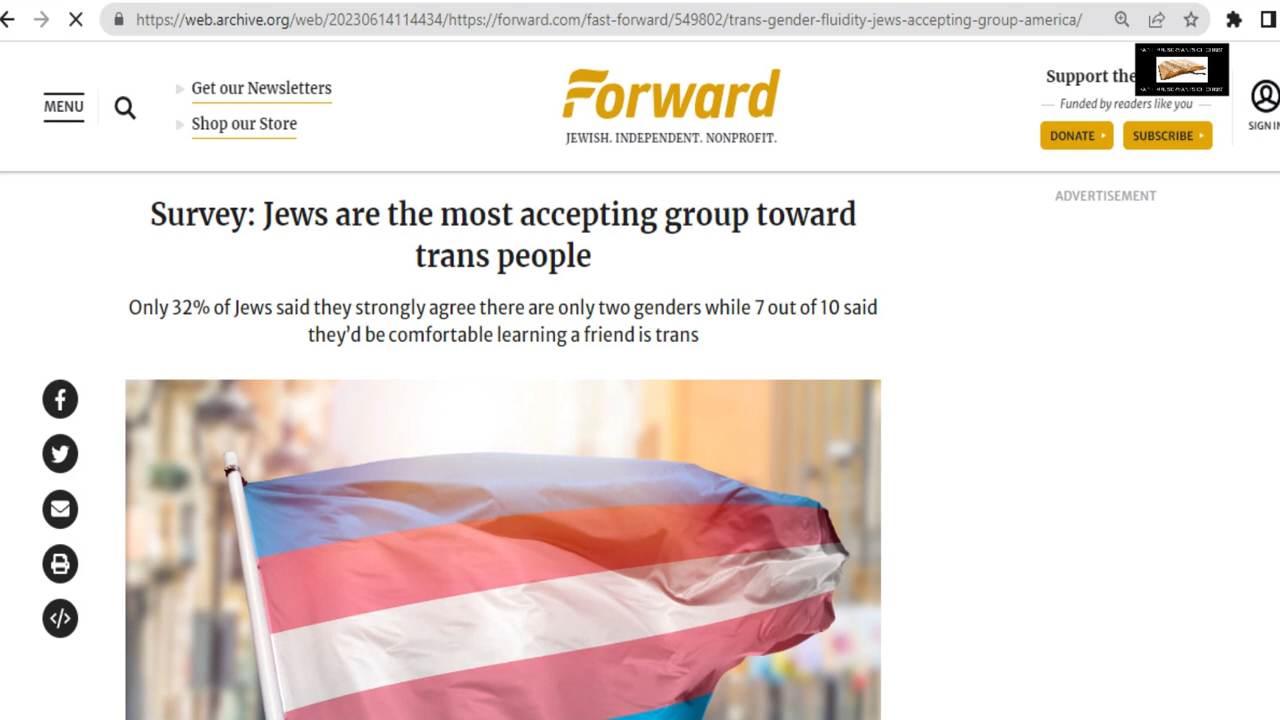 https://web.archive.org/web/20230614114434/https://forward.com/fast-forward/549802/trans-gender-fluidity-jews-accepting-group-america/
MENU
Get our Newsletters
Shop our Store
Forward
JEWISH. INDEPENDENT. NONPROFIT.
Support the
Funded by readers like you
DONATE
SUBSCRIBE
SIGN IN
ADVERTISEMENT
Survey: Jews are the most accepting group toward
trans people
Only 32% of Jews said they strongly agree there are only two genders while 7 out of 10 said
they’d be comfortable learning a friend is trans